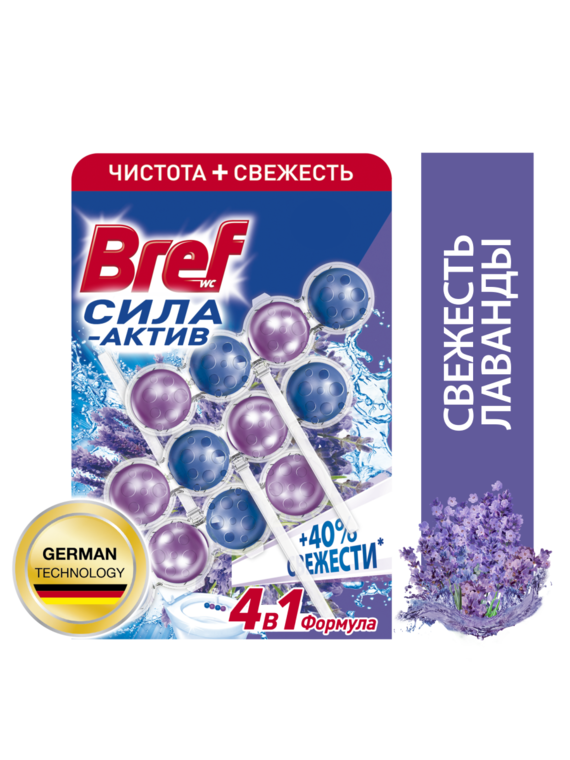 ЧИСТОТА + СВЕЖЕСТЬ
Bref
WC
СИЛА
-АКТИВ
+40%
СВЕЖЕСТИ*
4в1 Формула
GERMAN
TECHNOLOGY
СВЕЖЕСТЬ
ЛАВАНДЫ